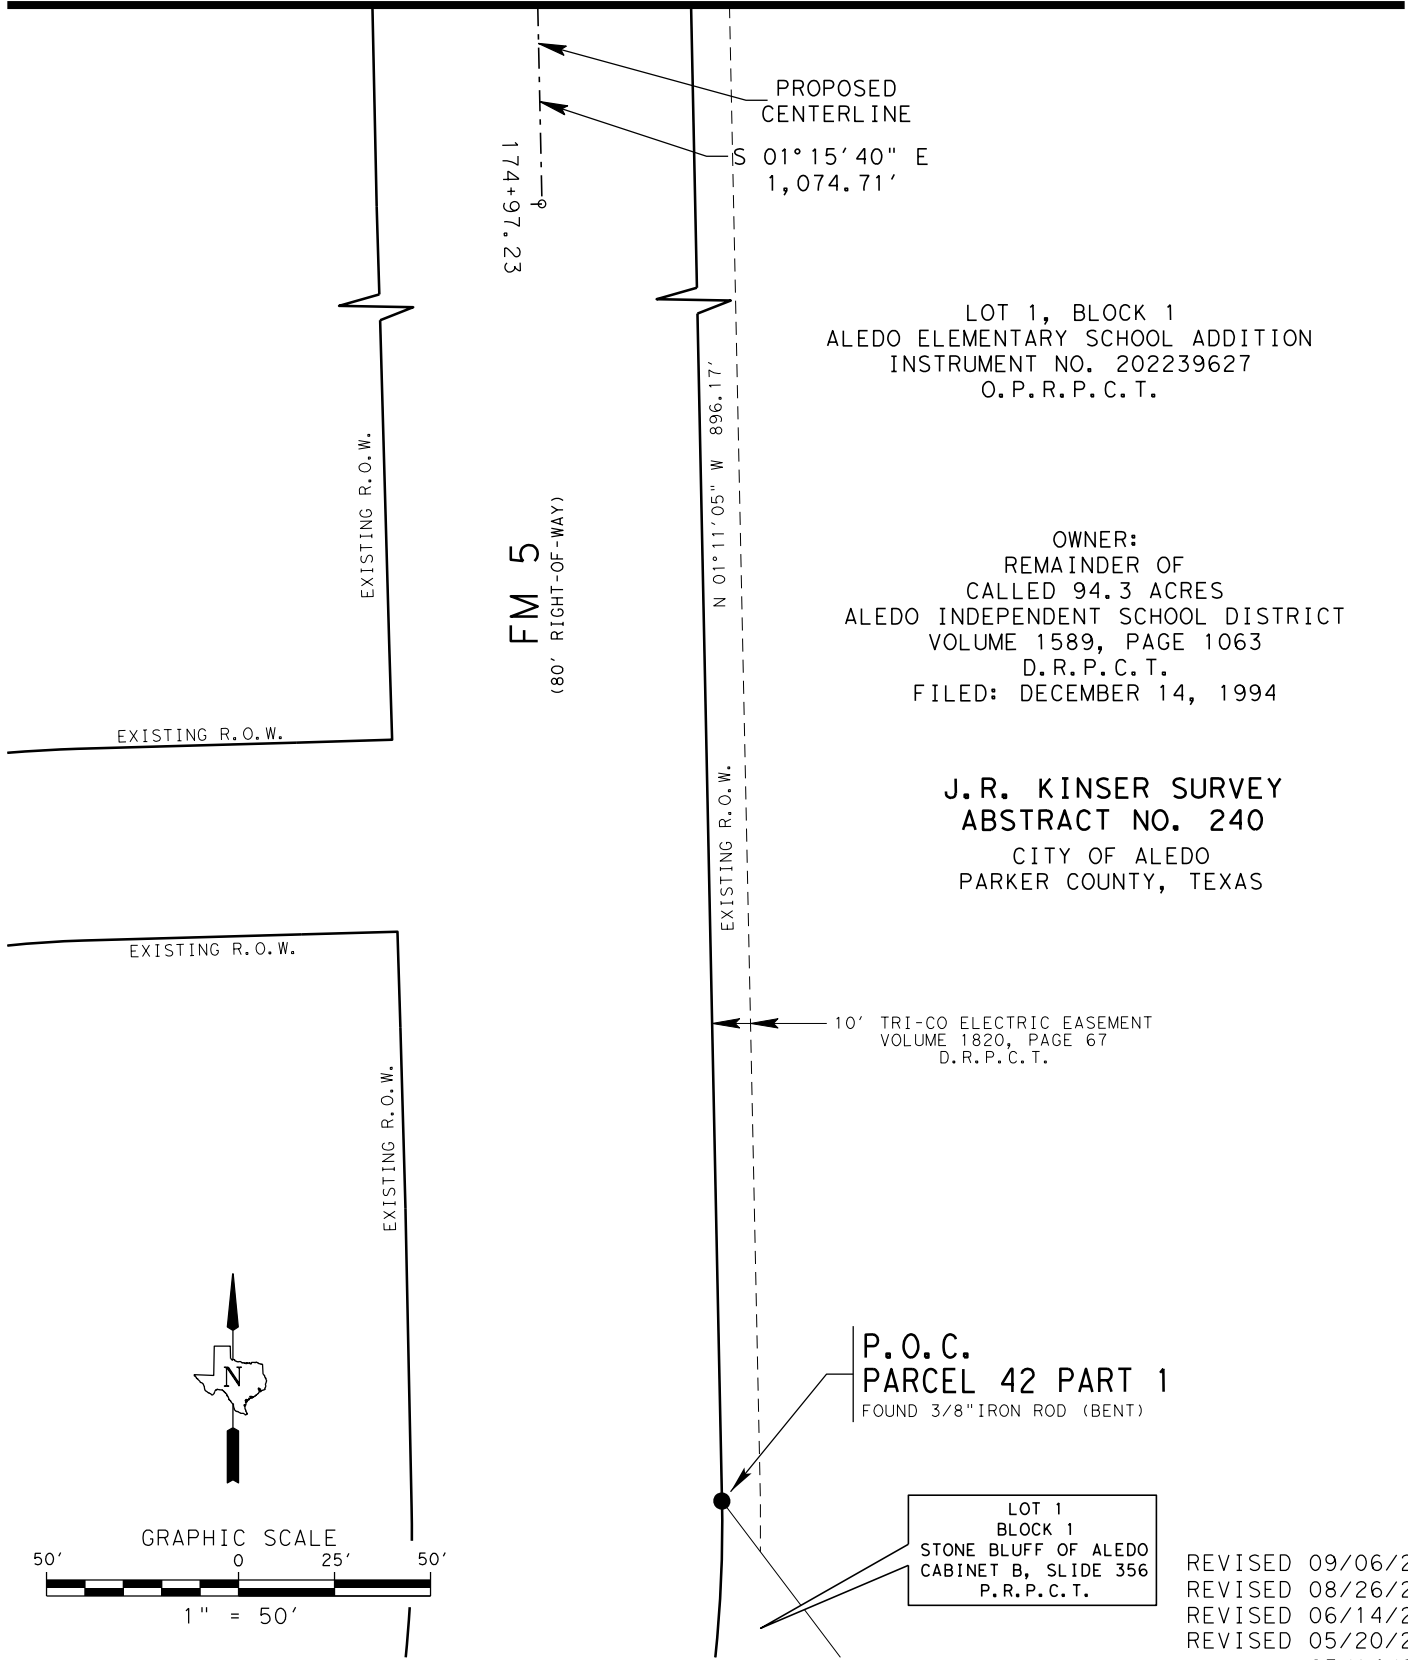 PROPOSED
CENTERLINE
S 01°15'40" E
1,074.71'
174+97.23
LOT 1, BLOCK 1
ALEDO ELEMENTARY SCHOOL ADDITION
INSTRUMENT NO. 202239627
O.P.R.P.C.T.
N 01°11'05" W 896.17'
EXISTING R.O.W.
FM 5
(80' RIGHT-OF-WAY)
OWNER:
REMAINDER OF
CALLED 94.3 ACRES
ALEDO INDEPENDENT SCHOOL DISTRICT
VOLUME 1589, PAGE 1063
D.R.P.C.T.
FILED: DECEMBER 14, 1994
EXISTING R.O.W.
J.R. KINSER SURVEY
ABSTRACT NO. 240
CITY OF ALEDO
PARKER COUNTY, TEXAS
EXISTING R.O.W.
EXISTING R.O.W.
10' TRI-CO ELECTRIC EASEMENT
VOLUME 1820, PAGE 67
D.R.P.C.T.
EXISTING R.O.W.
P.O.C.
PARCEL 42 PART 1
FOUND 3/8"IRON ROD (BENT)
N
LOT 1
BLOCK 1
STONE BLUFF OF ALEDO
CABINET B, SLIDE 356
P.R.P.C.T.
GRAPHIC SCALE
50' 0 25' 50'
1" = 50'
REVISED 09/06/2
REVISED 08/26/2
REVISED 06/14/2
REVISED 05/20/2